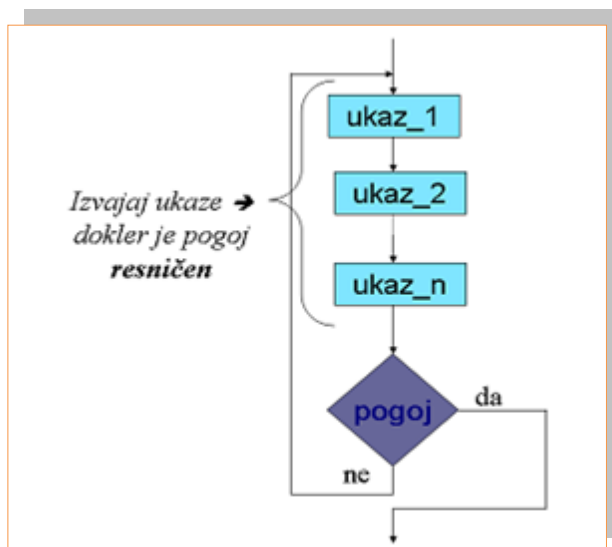 ukaz_1
ukaz_2
Izvajaj ukaze ➔
dokler je pogoj
resničen
ukaz_n
pogoj
da
ne